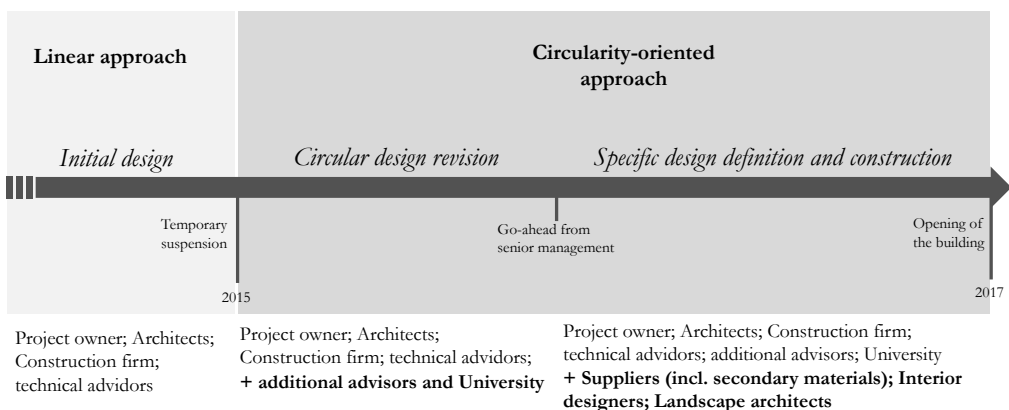 Linear approach
Circularity-oriented
approach
Initial design
Circular design revision
Specific design definition and construction
Temporary
suspension
Go-ahead from
senior management
Opening of
the building
2015
2017
Project owner; Architects;
Construction firm;
technical advidors
Project owner; Architects;
Construction firm; technical advidors;
+ additional advisors and University
Project owner; Architects; Construction firm;
technical advidors; additional advisors; University
+ Suppliers (incl. secondary materials); Interior
designers; Landscape architects